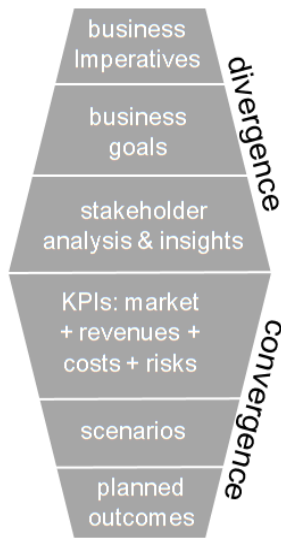 business
Imperatives
divergence
business
goals
stakeholder
analysis & insights
KPIs: market
+ revenues +
costs + risks
convergence
scenarios
planned
outcomes